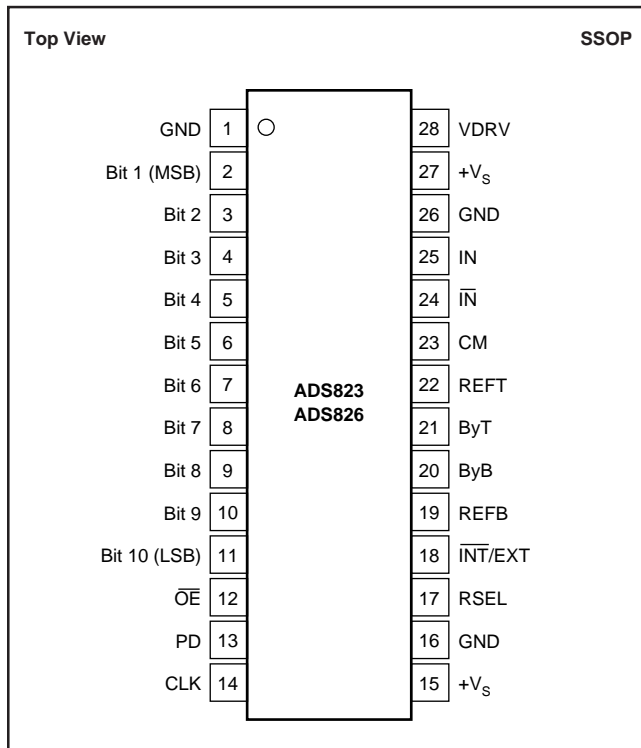 Top View SSOP
GND 1 28 VDRV
Bit 1 (MSB) 2 27 +VS
Bit 2 3 26 GND
Bit 3 4 25 IN
Bit 4 5 24 I̅N̅
Bit 5 6 23 CM
ADS823
ADS826
Bit 6 7 22 REFT
Bit 7 8 21 ByT
Bit 8 9 20 ByB
Bit 9 10 19 REFB
Bit 10 (LSB) 11 18 I̅N̅T̅/EXT
O̅E̅ 12 17 RSEL
PD 13 16 GND
CLK 14 15 +VS